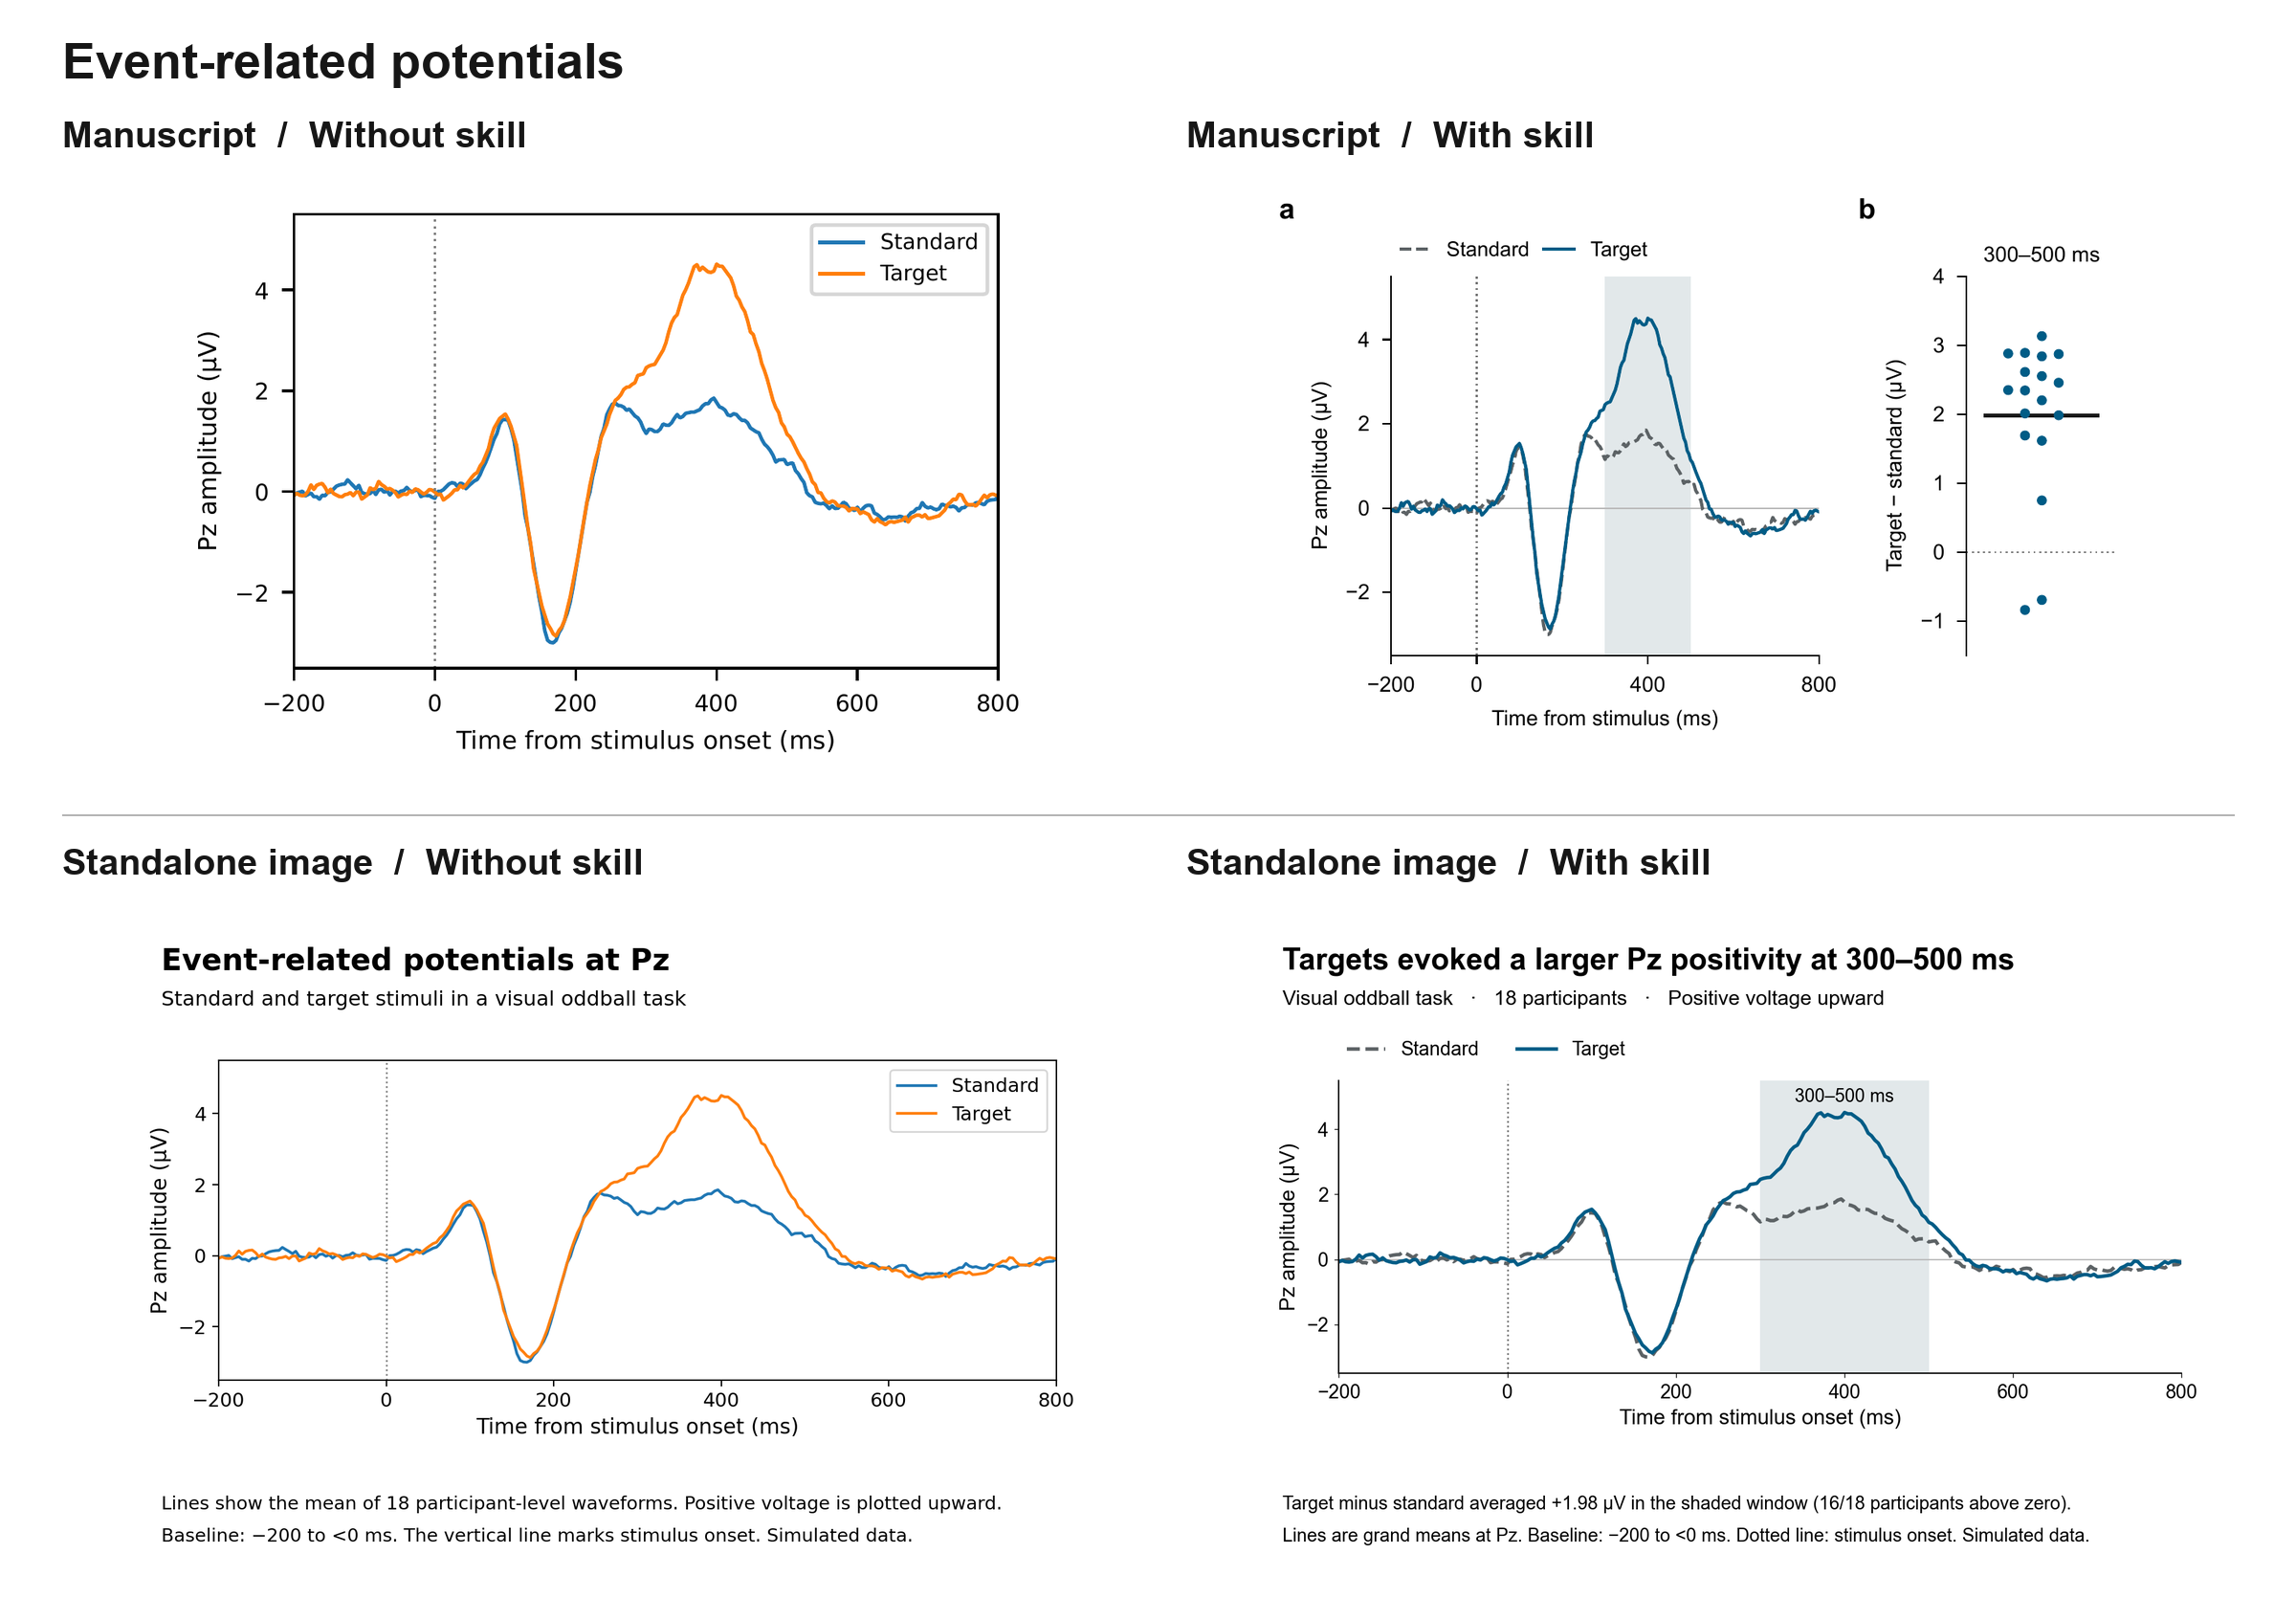 Event-related potentials
Manuscript / Without skill
Standard
Target
4
2
0
−2
Pz amplitude (µV)
−200 0 200 400 600 800
Time from stimulus onset (ms)
Manuscript / With skill
a
Standard Target
4
2
0
−2
Pz amplitude (µV)
−200 0 400 800
Time from stimulus (ms)
b
300–500 ms
4
3
2
1
0
−1
Target − standard (µV)
Standalone image / Without skill
Event-related potentials at Pz
Standard and target stimuli in a visual oddball task
Standard
Target
4
2
0
−2
Pz amplitude (µV)
−200 0 200 400 600 800
Time from stimulus onset (ms)
Lines show the mean of 18 participant-level waveforms. Positive voltage is plotted upward.
Baseline: −200 to <0 ms. The vertical line marks stimulus onset. Simulated data.
Standalone image / With skill
Targets evoked a larger Pz positivity at 300–500 ms
Visual oddball task · 18 participants · Positive voltage upward
Standard Target
300–500 ms
4
2
0
−2
Pz amplitude (µV)
−200 0 200 400 600 800
Time from stimulus onset (ms)
Target minus standard averaged +1.98 µV in the shaded window (16/18 participants above zero).
Lines are grand means at Pz. Baseline: −200 to <0 ms. Dotted line: stimulus onset. Simulated data.